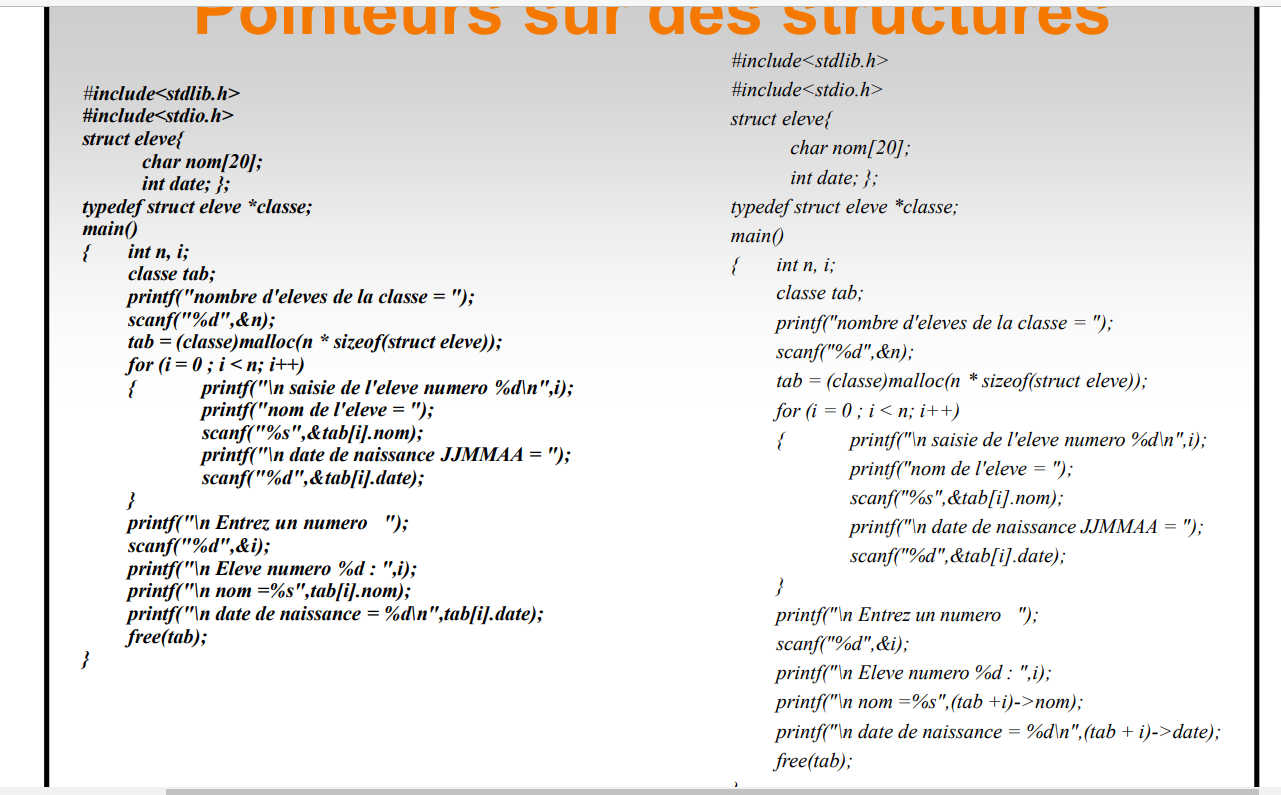 Pointeurs sur des structures
#include<stdlib.h>
#include<stdio.h>
struct eleve{
char nom[20];
int date; };
typedef struct eleve *classe;
main()
{ int n, i;
classe tab;
printf("nombre d'eleves de la classe = ");
scanf("%d",&n);
tab = (classe)malloc(n * sizeof(struct eleve));
for (i = 0 ; i < n; i++)
{ printf("\n saisie de l'eleve numero %d\n",i);
printf("nom de l'eleve = ");
scanf("%s",&tab[i].nom);
printf("\n date de naissance JJMMAA = ");
scanf("%d",&tab[i].date);
}
printf("\n Entrez un numero   ");
scanf("%d",&i);
printf("\n Eleve numero %d : ",i);
printf("\n nom =%s",tab[i].nom);
printf("\n date de naissance = %d\n",tab[i].date);
free(tab);
}
#include<stdlib.h>
#include<stdio.h>
struct eleve{
char nom[20];
int date; };
typedef struct eleve *classe;
main()
{ int n, i;
classe tab;
printf("nombre d'eleves de la classe = ");
scanf("%d",&n);
tab = (classe)malloc(n * sizeof(struct eleve));
for (i = 0 ; i < n; i++)
{ printf("\n saisie de l'eleve numero %d\n",i);
printf("nom de l'eleve = ");
scanf("%s",&tab[i].nom);
printf("\n date de naissance JJMMAA = ");
scanf("%d",&tab[i].date);
}
printf("\n Entrez un numero   ");
scanf("%d",&i);
printf("\n Eleve numero %d : ",i);
printf("\n nom =%s",(tab +i)->nom);
printf("\n date de naissance = %d\n",(tab + i)->date);
free(tab);